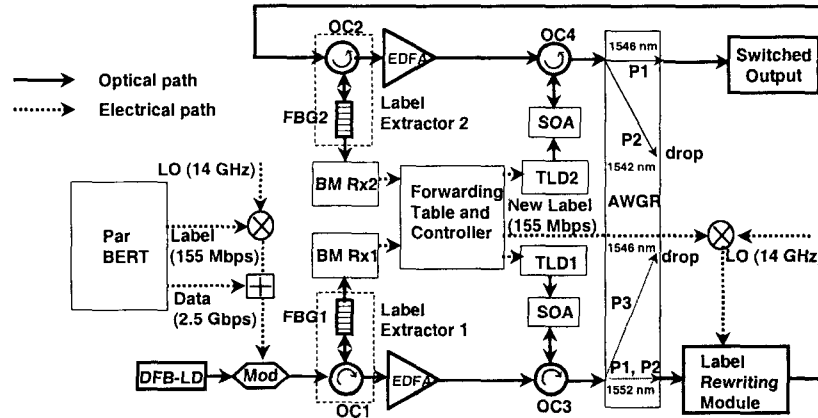 OC2
EDFA
OC4
1546 nm
P1
Switched
Output
Optical path
Electrical path
FBG2
Label
Extractor 2
SOA
P2
drop
LO (14 GHz)
BM Rx2
TLD2
1542 nm
Par
BERT
Label
(155 Mbps)
Forwarding
Table and
Controller
New Label
(155 Mbps)
AWGR
BM Rx1
1546 nm
drop
LO (14 GHz
TLD1
Data
(2.5 Gbps)
FBG1
Label
Extractor 1
SOA
P3
DFB-LD
Mod
OC1
EDFA
OC3
P1, P2
1552 nm
Label
Rewriting
Module